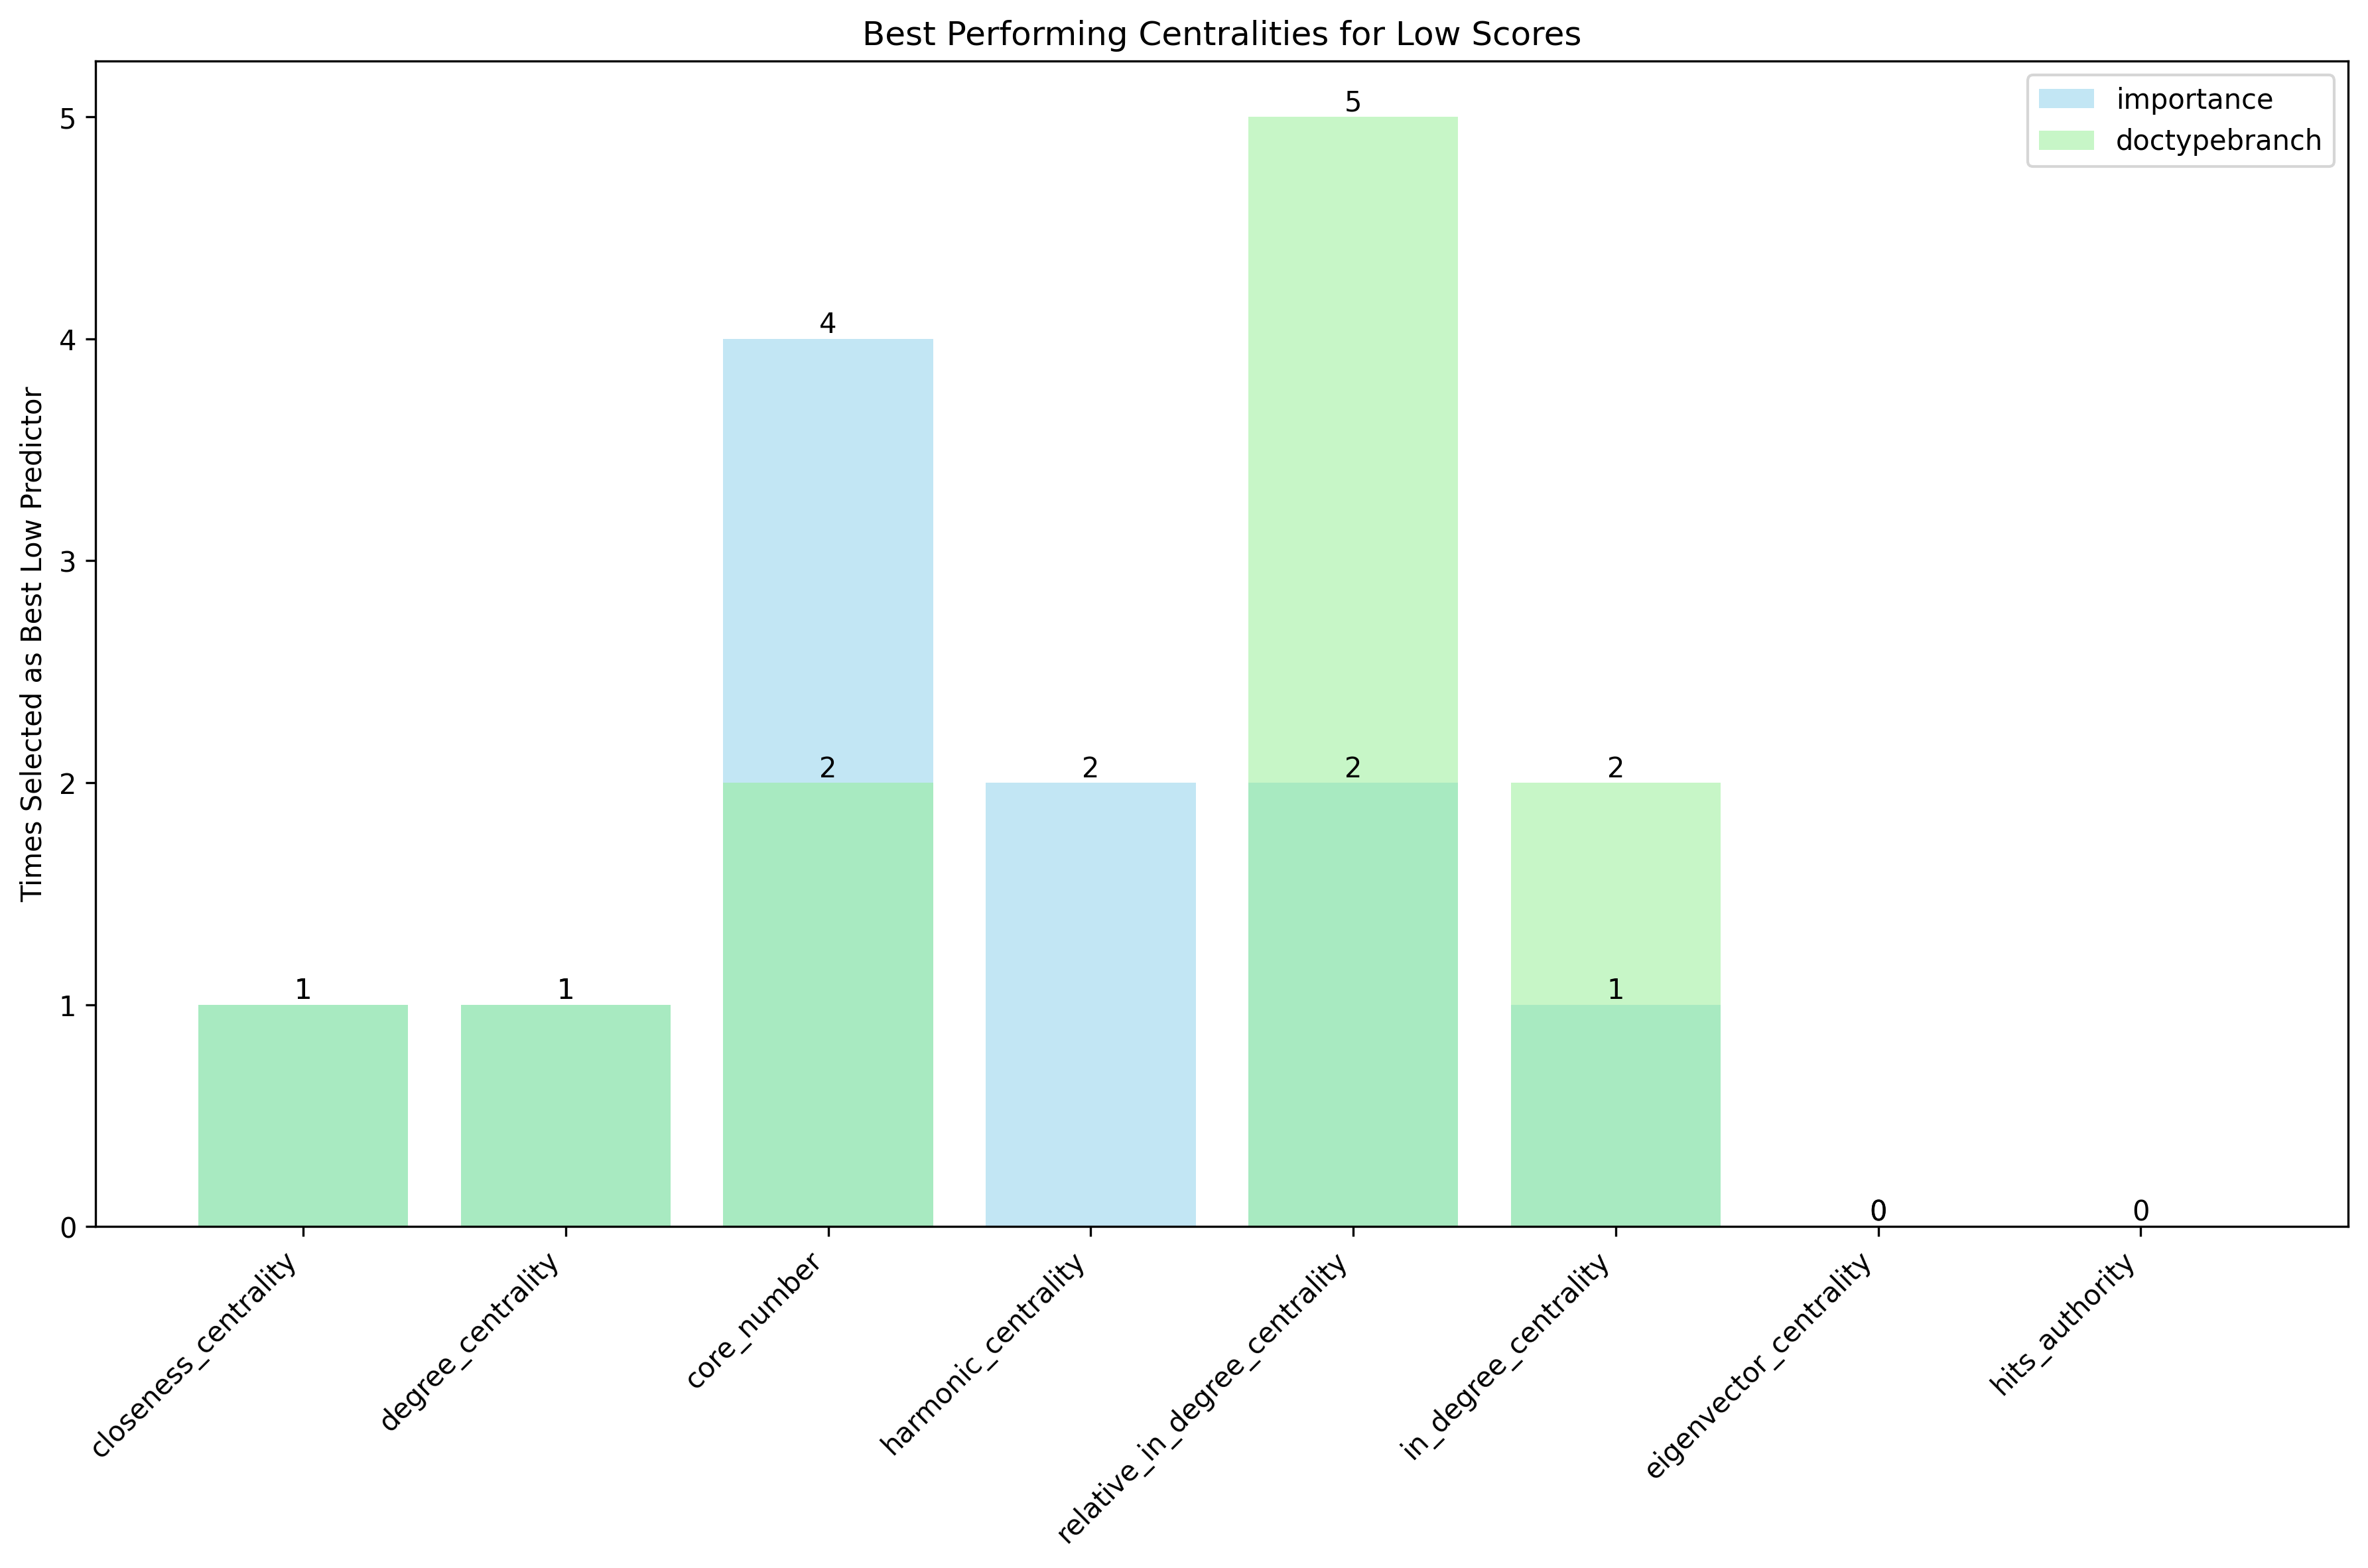 Best Performing Centralities for Low Scores
importance
doctypebranch
Times Selected as Best Low Predictor
5
4
3
2
1
0
1
1
4
2
2
5
2
2
1
0
0
closeness_centrality
degree_centrality
core_number
harmonic_centrality
relative_in_degree_centrality
in_degree_centrality
eigenvector_centrality
hits_authority